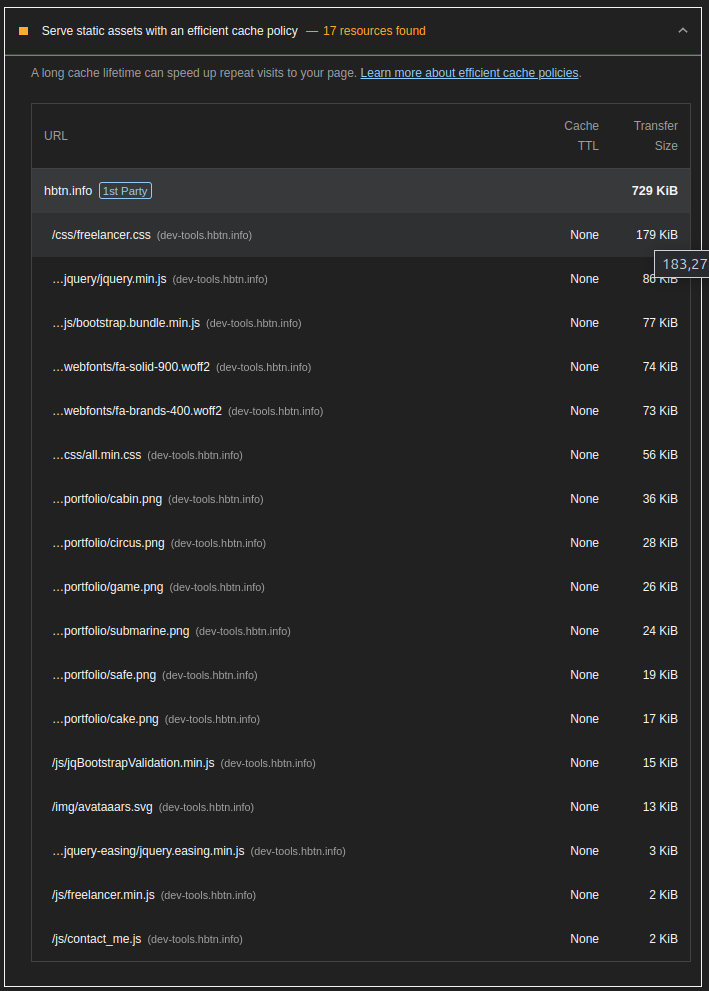 Serve static assets with an efficient cache policy — 17 resources found
A long cache lifetime can speed up repeat visits to your page. Learn more about efficient cache policies.
URL Cache TTL Transfer Size
hbtn.info 1st Party 729 KiB
/css/freelancer.css (dev-tools.hbtn.info) None 179 KiB
183,27
…jquery/jquery.min.js (dev-tools.hbtn.info) None 86 KiB
…js/bootstrap.bundle.min.js (dev-tools.hbtn.info) None 77 KiB
…webfonts/fa-solid-900.woff2 (dev-tools.hbtn.info) None 74 KiB
…webfonts/fa-brands-400.woff2 (dev-tools.hbtn.info) None 73 KiB
…css/all.min.css (dev-tools.hbtn.info) None 56 KiB
…portfolio/cabin.png (dev-tools.hbtn.info) None 36 KiB
…portfolio/circus.png (dev-tools.hbtn.info) None 28 KiB
…portfolio/game.png (dev-tools.hbtn.info) None 26 KiB
…portfolio/submarine.png (dev-tools.hbtn.info) None 24 KiB
…portfolio/safe.png (dev-tools.hbtn.info) None 19 KiB
…portfolio/cake.png (dev-tools.hbtn.info) None 17 KiB
/js/jqBootstrapValidation.min.js (dev-tools.hbtn.info) None 15 KiB
/img/avataaars.svg (dev-tools.hbtn.info) None 13 KiB
…jquery-easing/jquery.easing.min.js (dev-tools.hbtn.info) None 3 KiB
/js/freelancer.min.js (dev-tools.hbtn.info) None 2 KiB
/js/contact_me.js (dev-tools.hbtn.info) None 2 KiB